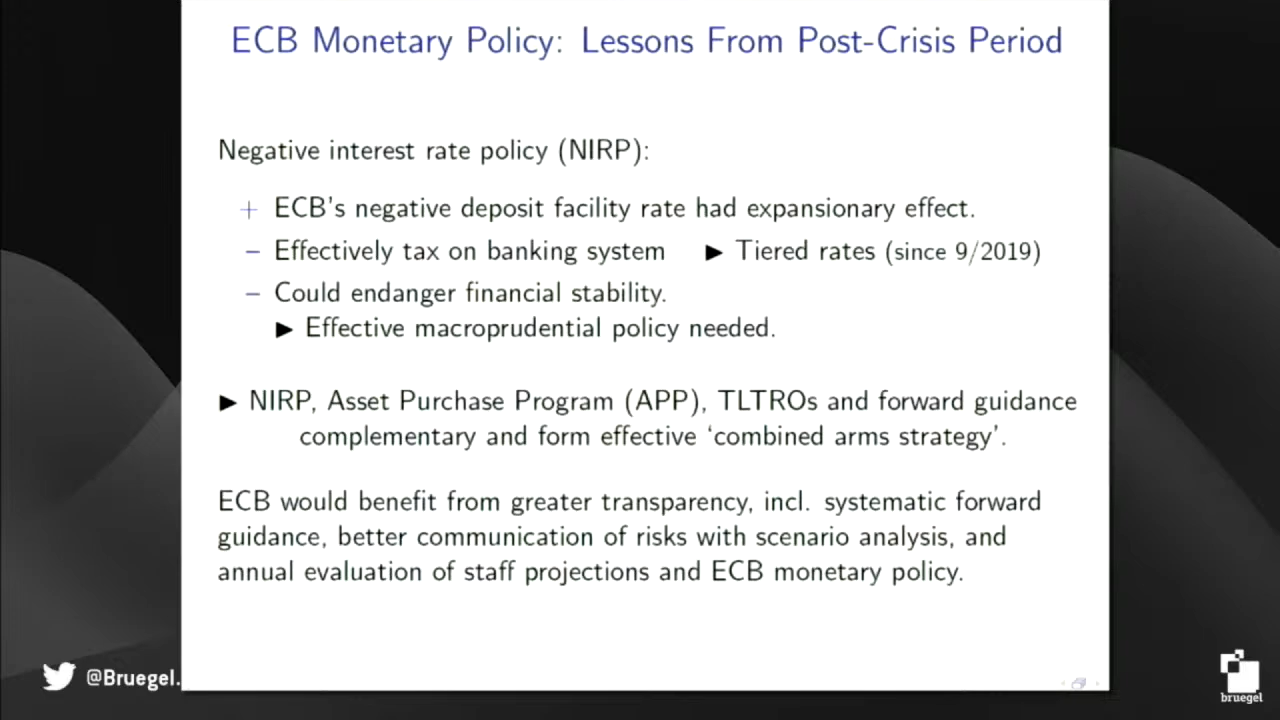 ECB Monetary Policy: Lessons From Post-Crisis Period
Negative interest rate policy (NIRP):
+ ECB's negative deposit facility rate had expansionary effect.
– Effectively tax on banking system ▶ Tiered rates (since 9/2019)
– Could endanger financial stability.
▶ Effective macroprudential policy needed.
▶ NIRP, Asset Purchase Program (APP), TLTROs and forward guidance
complementary and form effective ‘combined arms strategy’.
ECB would benefit from greater transparency, incl. systematic forward
guidance, better communication of risks with scenario analysis, and
annual evaluation of staff projections and ECB monetary policy.
@Bruegel.
bruegel